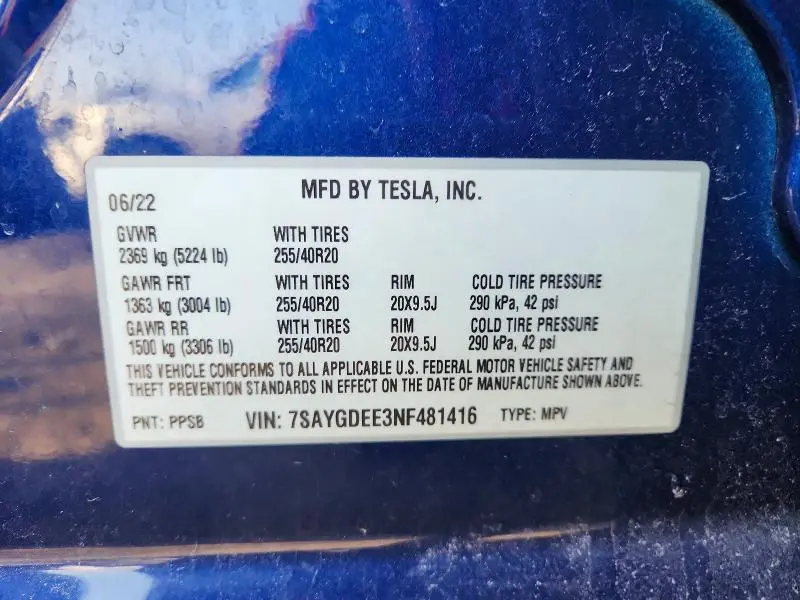 06/22 MFD BY TESLA, INC.
GVWR WITH TIRES
2369 kg (5224 lb) 255/40R20
GAWR FRT WITH TIRES RIM COLD TIRE PRESSURE
1363 kg (3004 lb) 255/40R20 20X9.5J 290 kPa, 42 psi
GAWR RR WITH TIRES RIM COLD TIRE PRESSURE
1500 kg (3306 lb) 255/40R20 20X9.5J 290 kPa, 42 psi
THIS VEHICLE CONFORMS TO ALL APPLICABLE U.S. FEDERAL MOTOR VEHICLE SAFETY AND
THEFT PREVENTION STANDARDS IN EFFECT ON THE DATE OF MANUFACTURE SHOWN ABOVE.
PNT: PPSB VIN: 7SAYGDEE3NF481416 TYPE: MPV